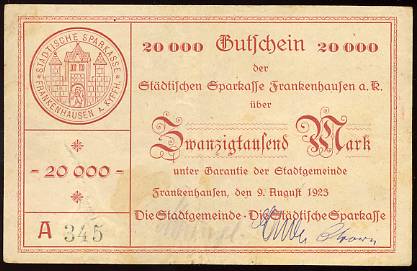 STÄDTISCHE SPARKASSE
FRANKENHAUSEN A. KYFFH.
20 000 Gutschein 20 000
der
Städtischen Sparkasse Frankenhausen a. K.
über
Zwanzigtausend Mark
- 20 000 -
unter Garantie der Stadtgemeinde
Frankenhausen, den 9. August 1923
Die Stadtgemeinde · Die Städtische Sparkasse
A 345